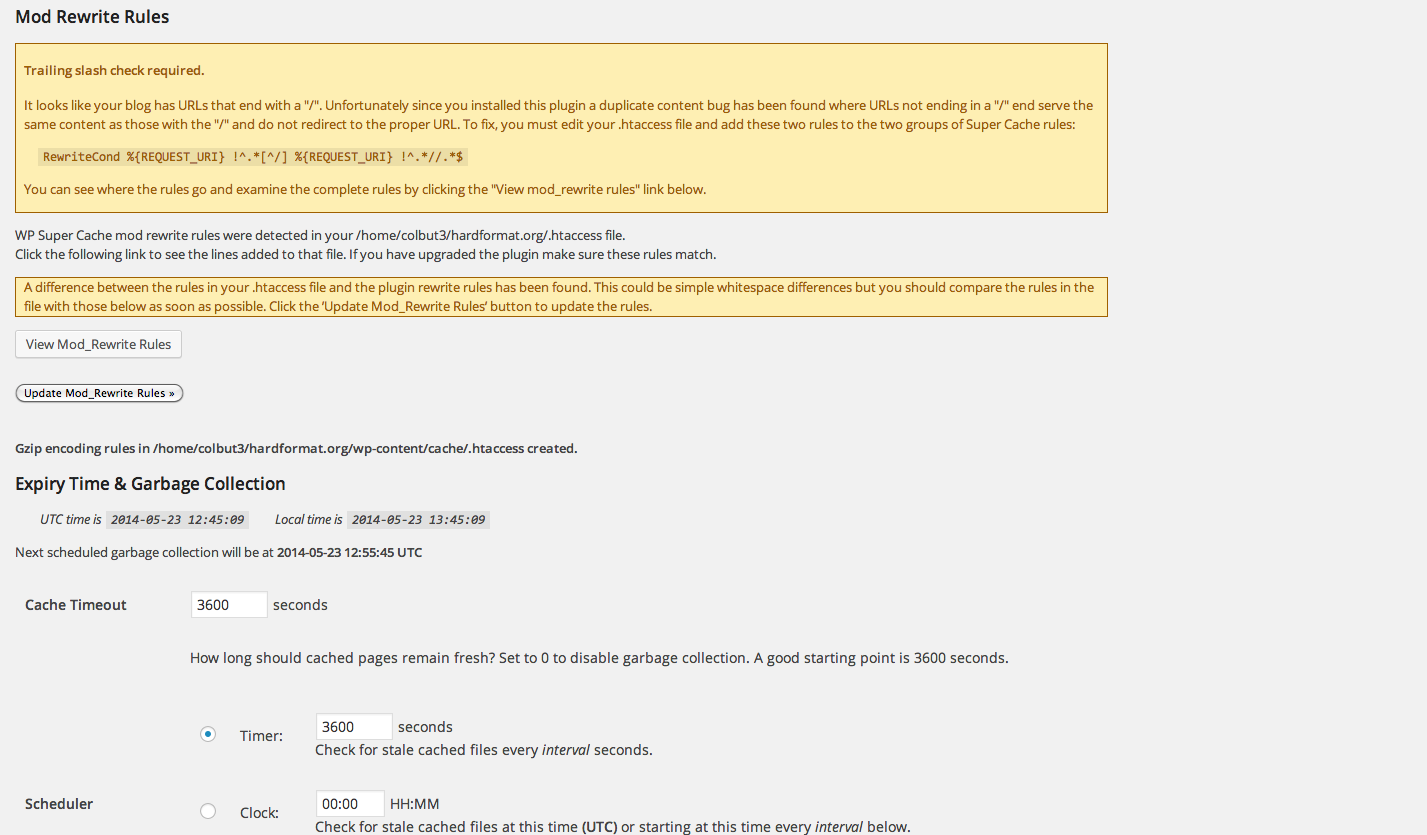 Mod Rewrite Rules
Trailing slash check required.
It looks like your blog has URLs that end with a "/". Unfortunately since you installed this plugin a duplicate content bug has been found where URLs not ending in a "/" end serve the
same content as those with the "/" and do not redirect to the proper URL. To fix, you must edit your .htaccess file and add these two rules to the two groups of Super Cache rules:
RewriteCond %{REQUEST_URI} !^.*[^/] %{REQUEST_URI} !^.*//.*$
You can see where the rules go and examine the complete rules by clicking the "View mod_rewrite rules" link below.
WP Super Cache mod rewrite rules were detected in your /home/colbut3/hardformat.org/.htaccess file.
Click the following link to see the lines added to that file. If you have upgraded the plugin make sure these rules match.
A difference between the rules in your .htaccess file and the plugin rewrite rules has been found. This could be simple whitespace differences but you should compare the rules in the
file with those below as soon as possible. Click the ‘Update Mod_Rewrite Rules’ button to update the rules.
View Mod_Rewrite Rules
Update Mod_Rewrite Rules »
Gzip encoding rules in /home/colbut3/hardformat.org/wp-content/cache/.htaccess created.
Expiry Time & Garbage Collection
UTC time is 2014-05-23 12:45:09 Local time is 2014-05-23 13:45:09
Next scheduled garbage collection will be at 2014-05-23 12:55:45 UTC
Cache Timeout 3600 seconds
How long should cached pages remain fresh? Set to 0 to disable garbage collection. A good starting point is 3600 seconds.
Timer: 3600 seconds
Check for stale cached files every interval seconds.
Scheduler Clock: 00:00 HH:MM
Check for stale cached files at this time (UTC) or starting at this time every interval below.